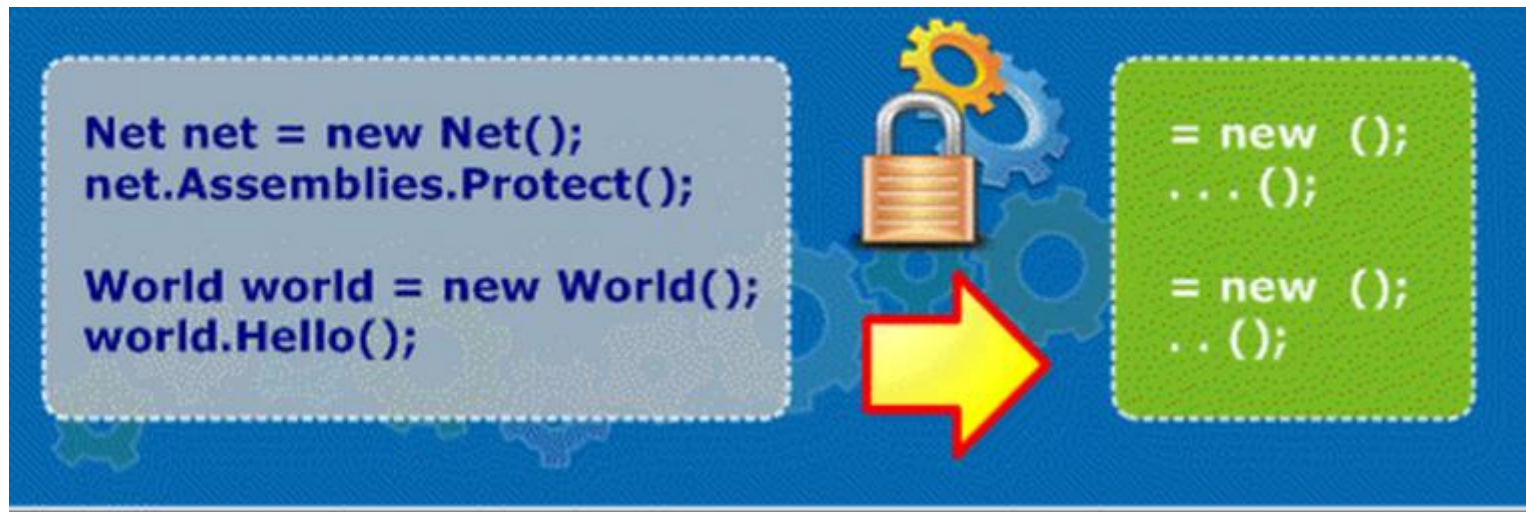 Net net = new Net();
net.Assemblies.Protect();
World world = new World();
world.Hello();
= new ();
. . . ();
= new ();
. . ();